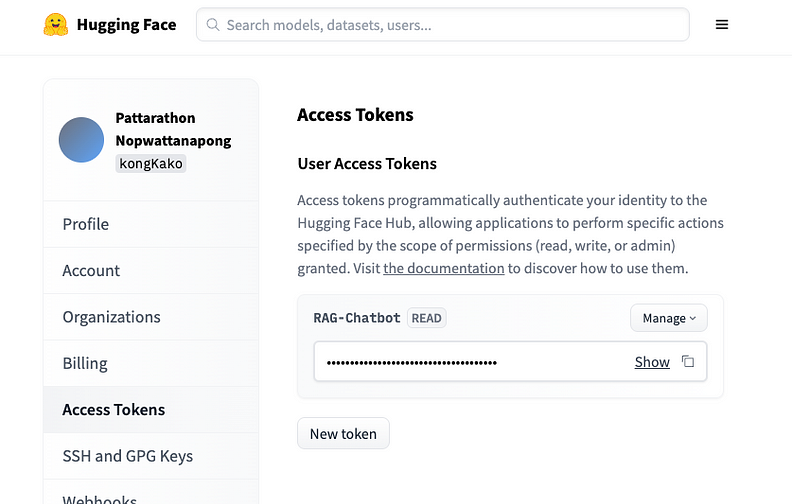 Hugging Face
Search models, datasets, users...
Pattarathon
Nopwattanapong
kongKako
Profile
Account
Organizations
Billing
Access Tokens
SSH and GPG Keys
Webhooks
Access Tokens
User Access Tokens
Access tokens programmatically authenticate your identity to the
Hugging Face Hub, allowing applications to perform specific actions
specified by the scope of permissions (read, write, or admin)
granted. Visit the documentation to discover how to use them.
RAG-Chatbot READ
Manage
••••••••••••••••••••••••••••••••••••• Show
New token